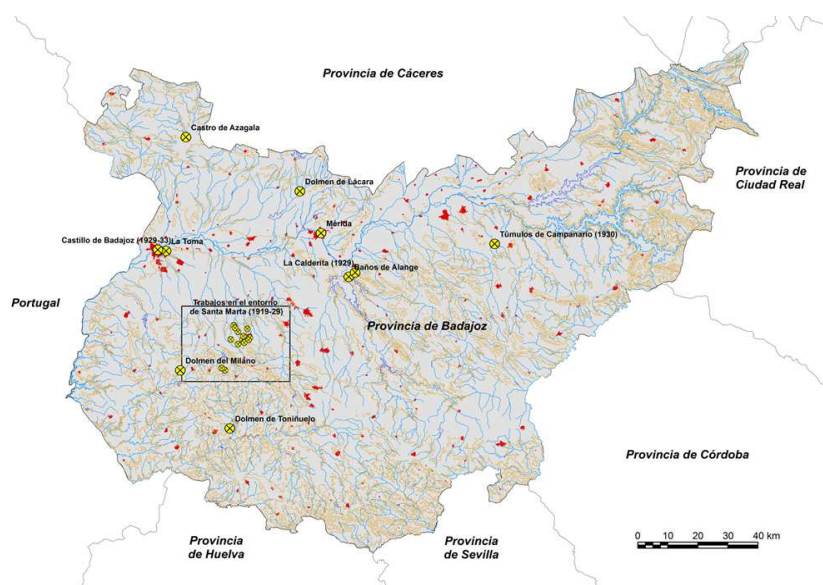 Provincia de Cáceres
Castro de Azagala
Provincia de
Ciudad Real
Dolmen de Lácara
Mérida
Castillo de Badajoz (1929-33)
La Toma
Túmulos de Campanario (1930)
La Calderita (1929)
Baños de Alange
Portugal
Trabajos en el entorno
de Santa Marta (1919-29)
Provincia de Badajoz
Dolmen del Milano
Dolmen de Toniñuelo
Provincia de Córdoba
Provincia
de Huelva
Provincia
de Sevilla
0 10 20 30 40 km